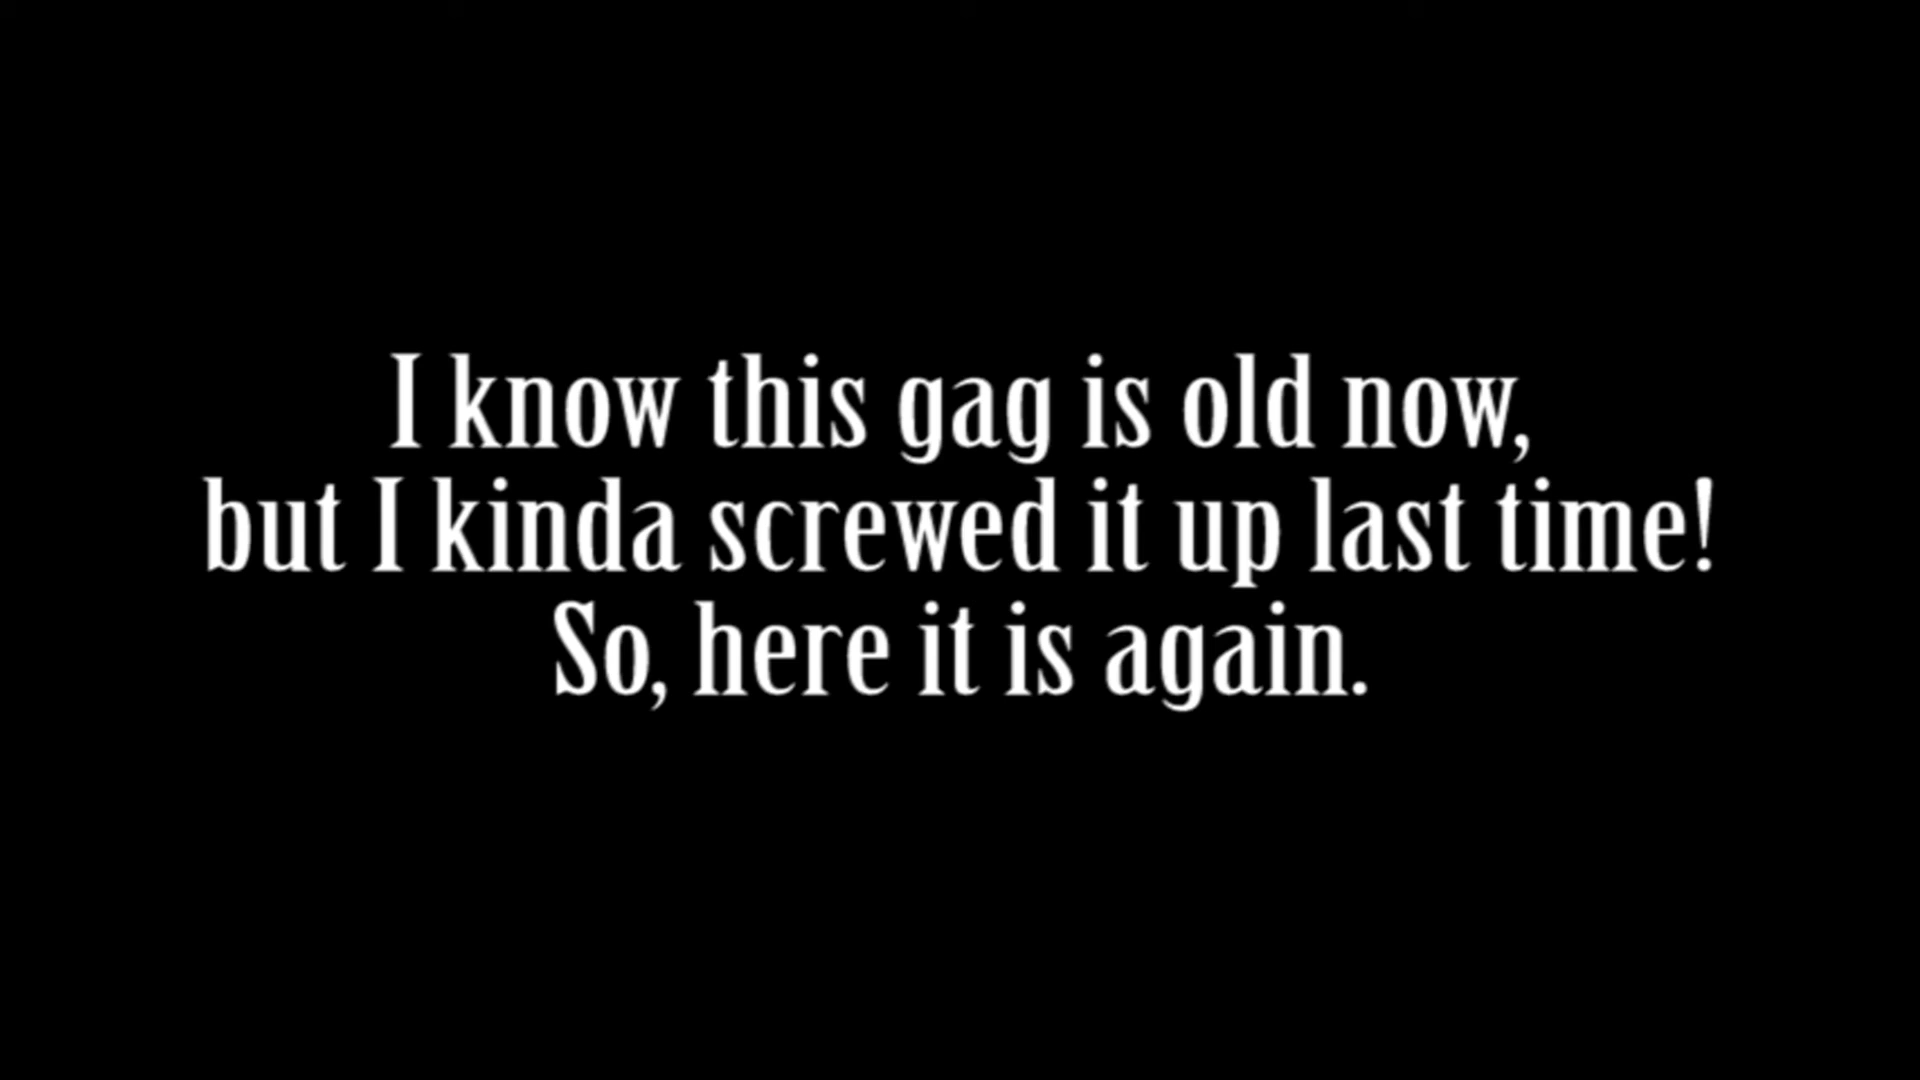 I know this gag is old now,
but I kinda screwed it up last time!
So, here it is again.